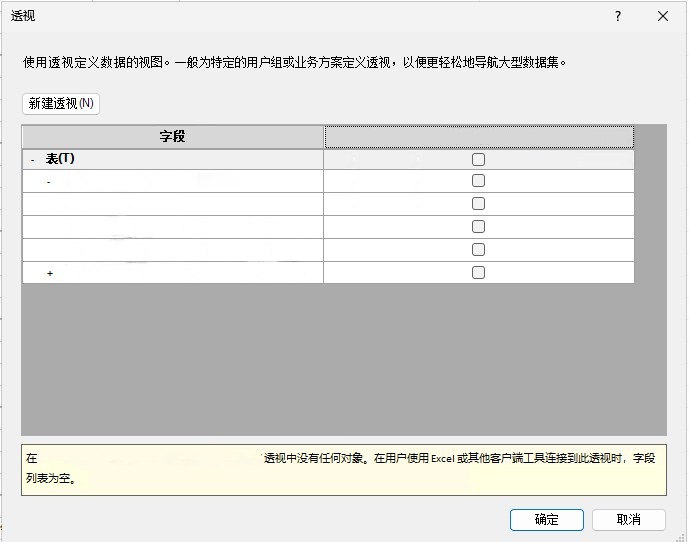 透视
使用透视定义数据的视图。一般为特定的用户组或业务方案定义透视，以便更轻松地导航大型数据集。
新建透视(N)
字段
- 表(T)
-
+
在 透视中没有任何对象。在用户使用 Excel 或其他客户端工具连接到此透视时，字段
列表为空。
确定 取消